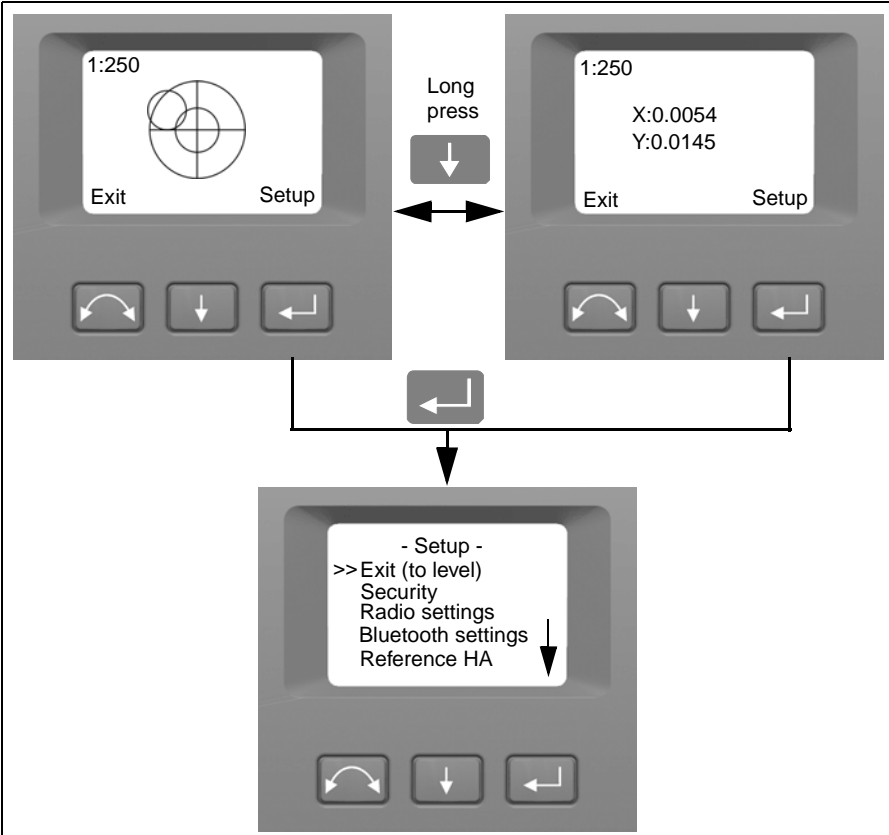 1:250
Exit Setup
Long
press
1:250
X:0.0054
Y:0.0145
Exit Setup
- Setup -
>>Exit (to level)
Security
Radio settings
Bluetooth settings
Reference HA